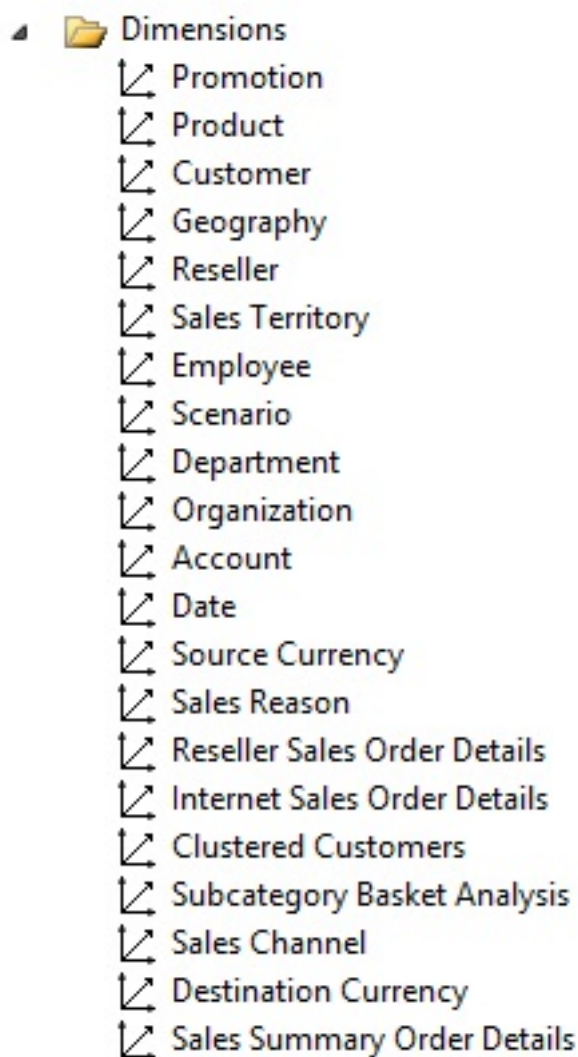 Dimensions
Promotion
Product
Customer
Geography
Reseller
Sales Territory
Employee
Scenario
Department
Organization
Account
Date
Source Currency
Sales Reason
Reseller Sales Order Details
Internet Sales Order Details
Clustered Customers
Subcategory Basket Analysis
Sales Channel
Destination Currency
Sales Summary Order Details